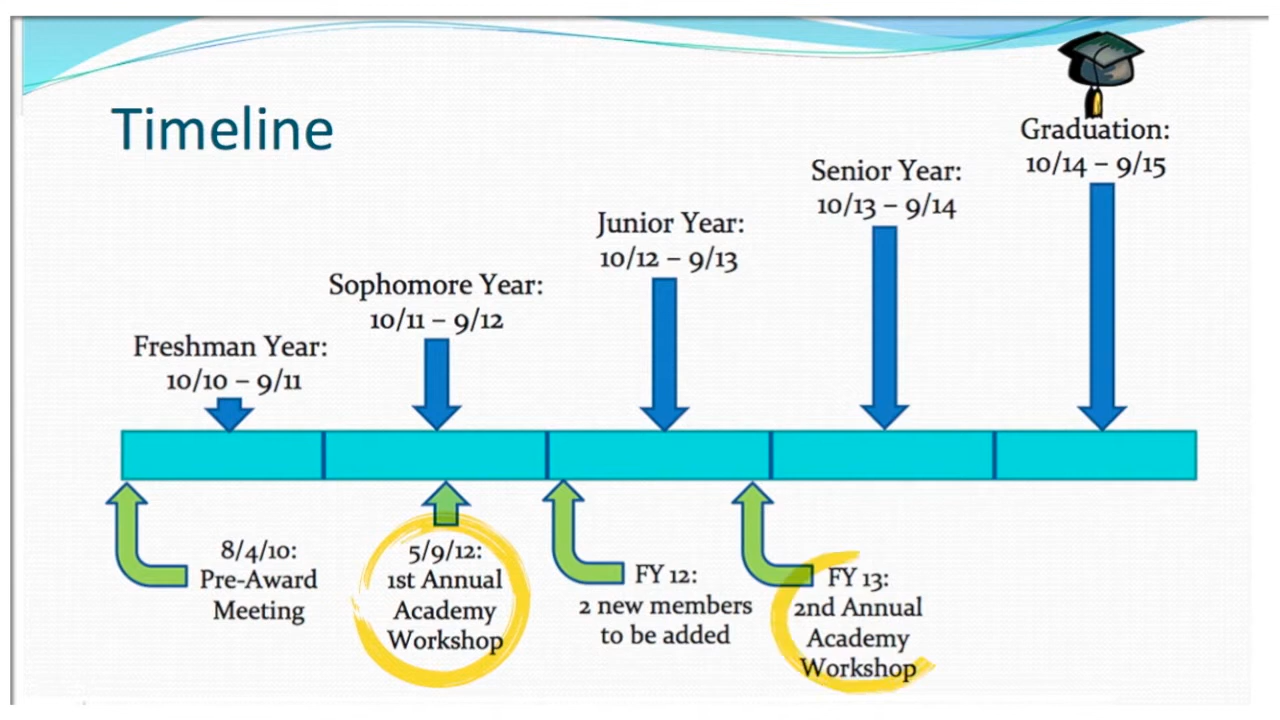 Timeline
Graduation:
10/14 – 9/15
Senior Year:
10/13 – 9/14
Junior Year:
10/12 – 9/13
Sophomore Year:
10/11 – 9/12
Freshman Year:
10/10 – 9/11
8/4/10:
Pre-Award
Meeting
5/9/12:
1st Annual
Academy
Workshop
FY 12:
2 new members
to be added
FY 13:
2nd Annual
Academy
Workshop